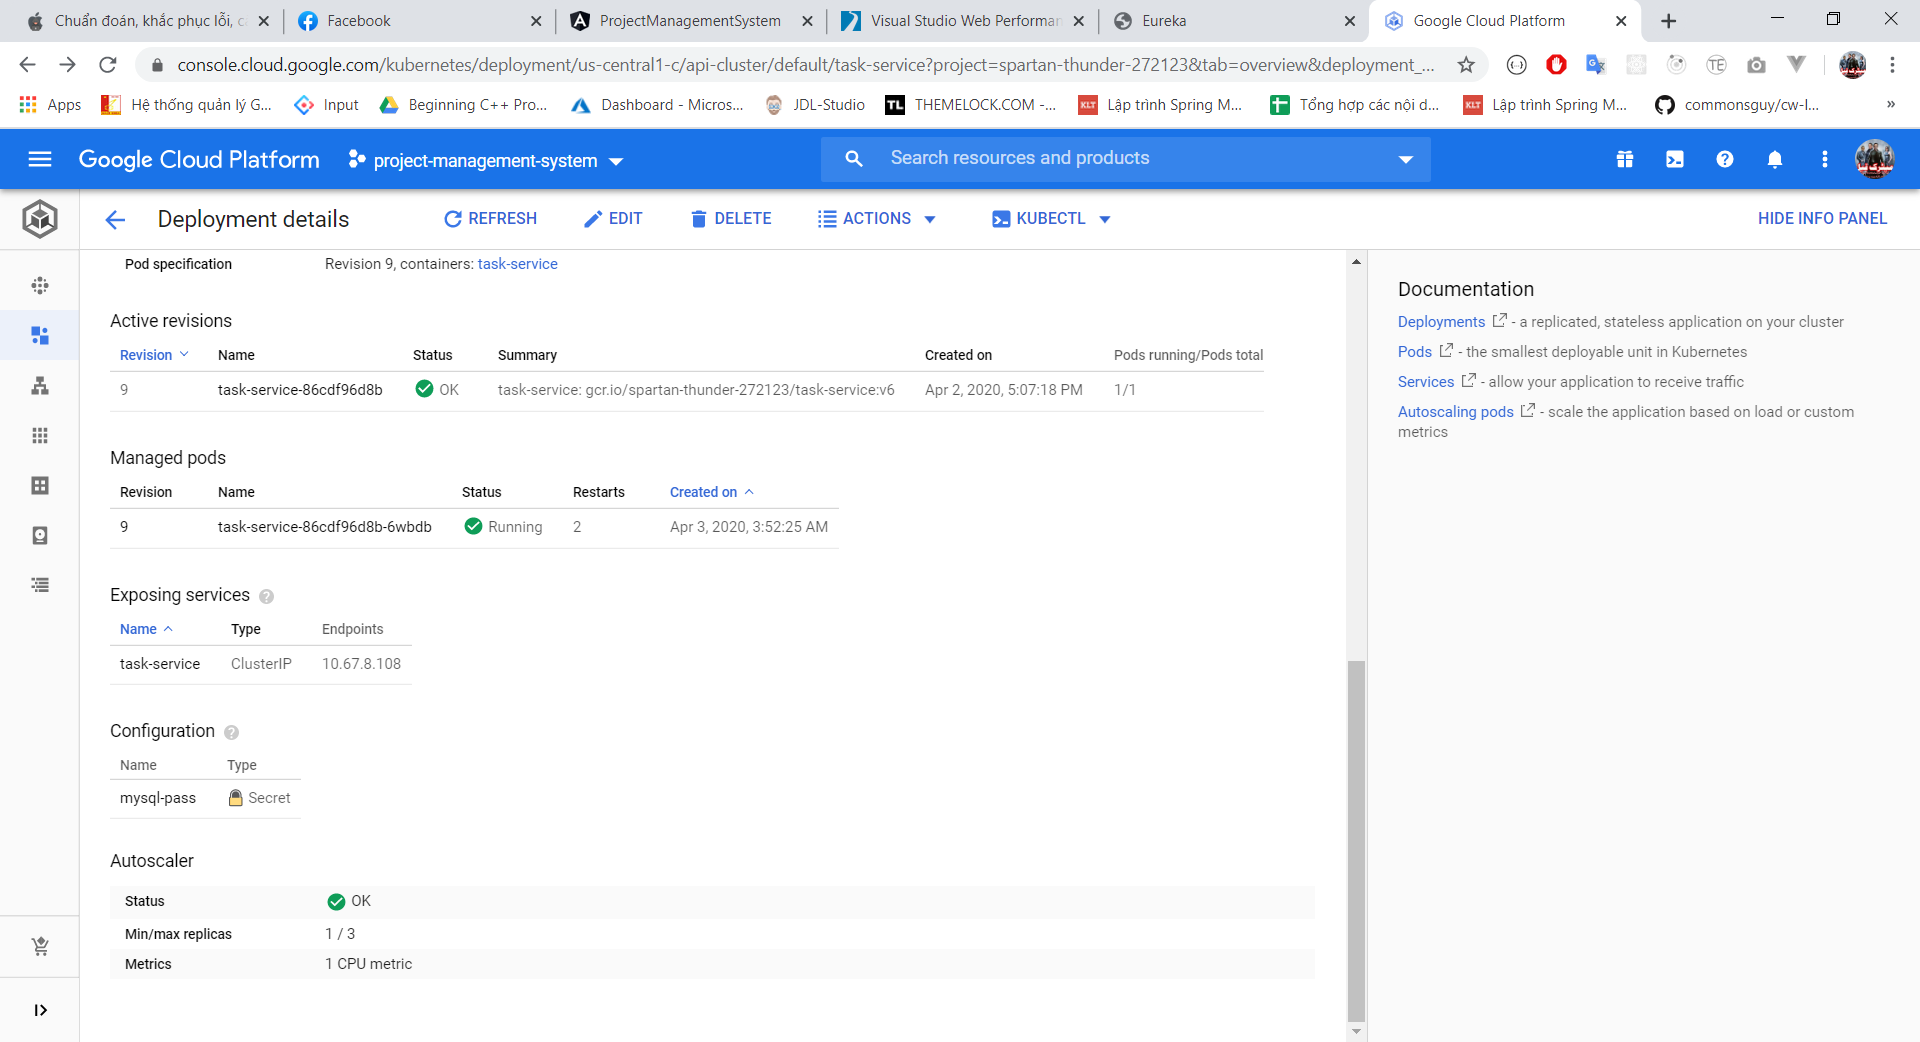 Chuẩn đoán, khắc phục lỗi, c
Facebook
ProjectManagementSystem
Visual Studio Web Performan
Eureka
Google Cloud Platform
console.cloud.google.com/kubernetes/deployment/us-central1-c/api-cluster/default/task-service?project=spartan-thunder-272123&tab=overview&deployment_...
Apps
Hệ thống quản lý G...
Input
Beginning C++ Pro...
Dashboard - Micros...
JDL-Studio
TL
THEMELOCK.COM -...
KLT
Lập trình Spring M...
Tổng hợp các nội d...
KLT
Lập trình Spring M...
commonsguy/cw-l...
»
Google Cloud Platform
project-management-system
Search resources and products
Deployment details
REFRESH
EDIT
DELETE
ACTIONS
KUBECTL
HIDE INFO PANEL
Pod specification Revision 9, containers: task-service
Active revisions
Revision Name Status Summary Created on Pods running/Pods total
9 task-service-86cdf96d8b OK task-service: gcr.io/spartan-thunder-272123/task-service:v6 Apr 2, 2020, 5:07:18 PM 1/1
Managed pods
Revision Name Status Restarts Created on
9 task-service-86cdf96d8b-6wbdb Running 2 Apr 3, 2020, 3:52:25 AM
Exposing services
Name Type Endpoints
task-service ClusterIP 10.67.8.108
Configuration
Name Type
mysql-pass Secret
Autoscaler
Status OK
Min/max replicas 1 / 3
Metrics 1 CPU metric
Documentation
Deployments - a replicated, stateless application on your cluster
Pods - the smallest deployable unit in Kubernetes
Services - allow your application to receive traffic
Autoscaling pods - scale the application based on load or custom
metrics